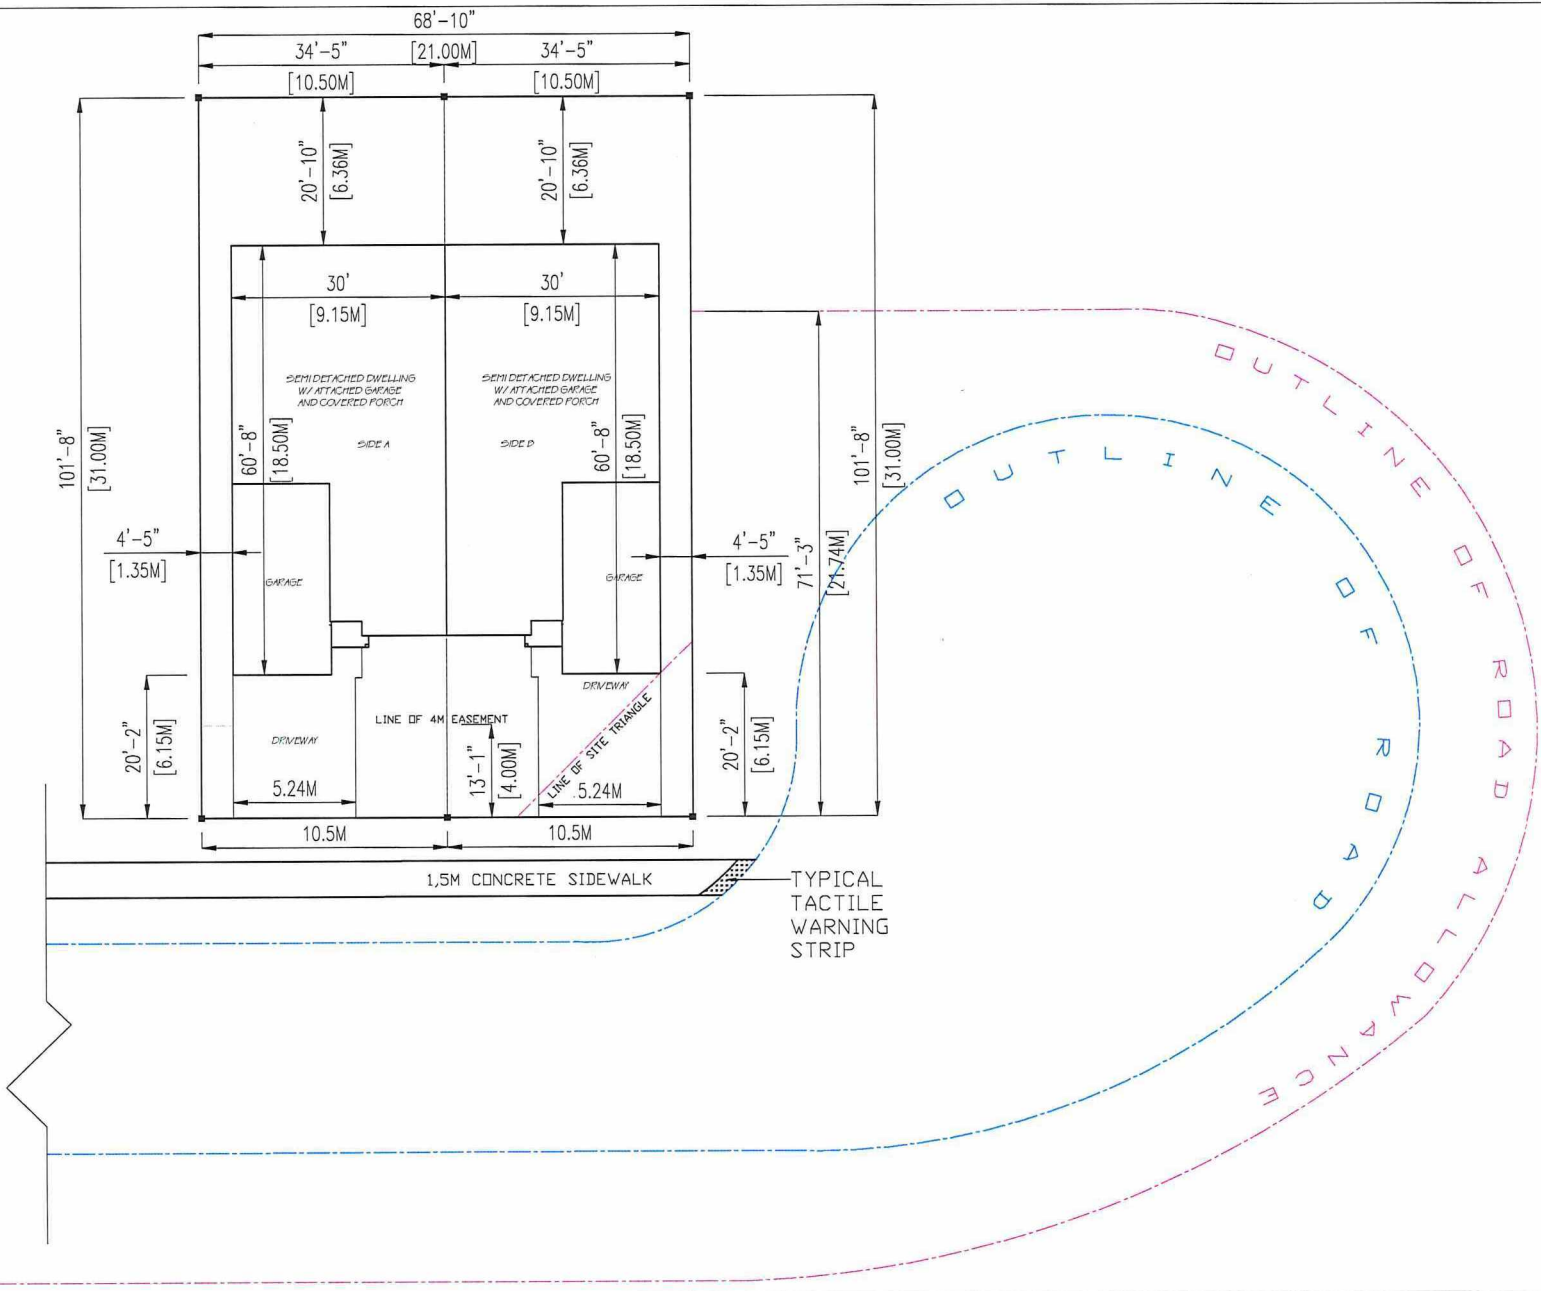 68'-10"
[21.00M]
34'-5"
[10.50M]
34'-5"
[10.50M]
20'-10"
[6.36M]
20'-10"
[6.36M]
30'
[9.15M]
30'
[9.15M]
SEMI DETACHED DWELLING
W/ ATTACHED GARAGE
AND COVERED PORCH
SIDE A
SEMI DETACHED DWELLING
W/ ATTACHED GARAGE
AND COVERED PORCH
SIDE B
101'-8"
[31.00M]
60'-8"
[18.50M]
60'-8"
[18.50M]
101'-8"
[31.00M]
4'-5"
[1.35M]
4'-5"
[1.35M]
71'-3"
[21.74M]
GARAGE
GARAGE
DRIVEWAY
DRIVEWAY
LINE OF 4M EASEMENT
LINE OF SITE TRIANGLE
20'-2"
[6.15M]
13'-1"
[4.00M]
20'-2"
[6.15M]
5.24M
5.24M
10.5M
10.5M
1,5M CONCRETE SIDEWALK
TYPICAL
TACTILE
WARNING
STRIP
OUTLINE OF ROAD
OUTLINE OF ROAD ALLOWANCE